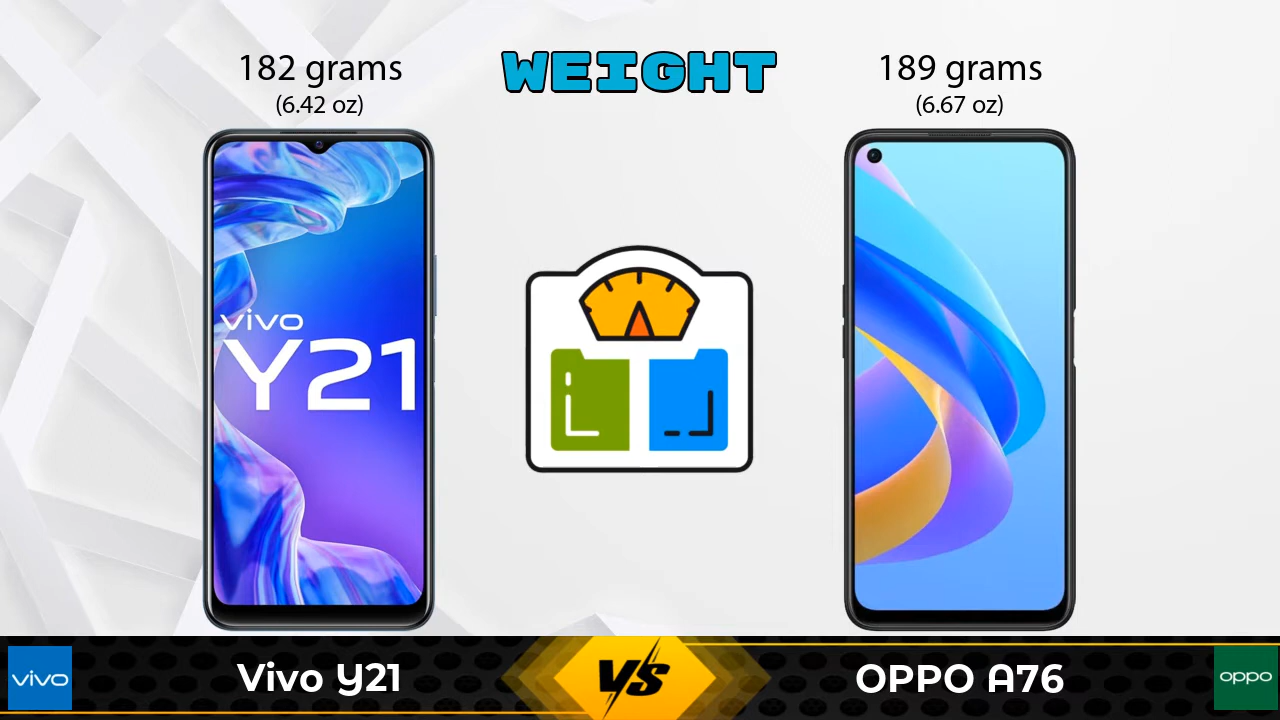 WEIGHT
182 grams
(6.42 oz)
189 grams
(6.67 oz)
vivo
Y21
vivo
Vivo Y21
VS
OPPO A76
oppo